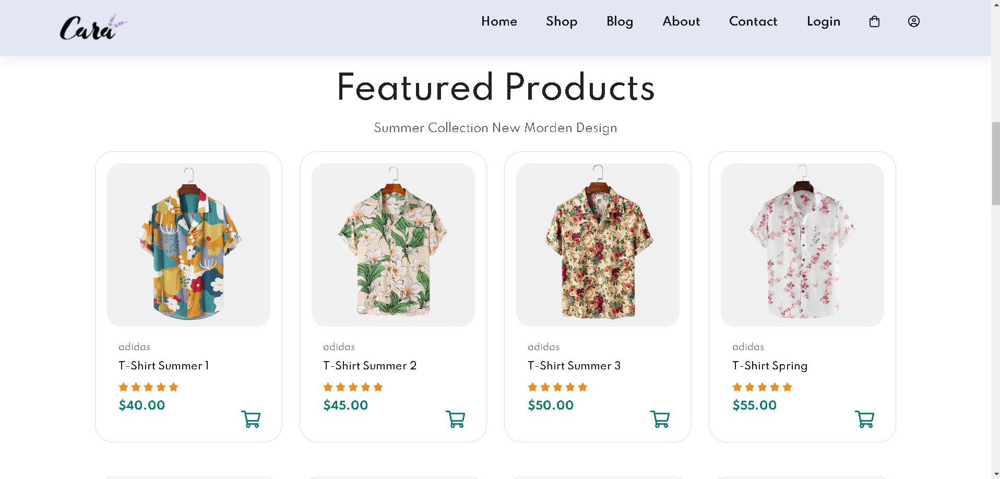 Cara
Home Shop Blog About Contact Login
Featured Products
Summer Collection New Morden Design
adidas adidas adidas adidas
T-Shirt Summer 1 T-Shirt Summer 2 T-Shirt Summer 3 T-Shirt Spring
$40.00 $45.00 $50.00 $55.00